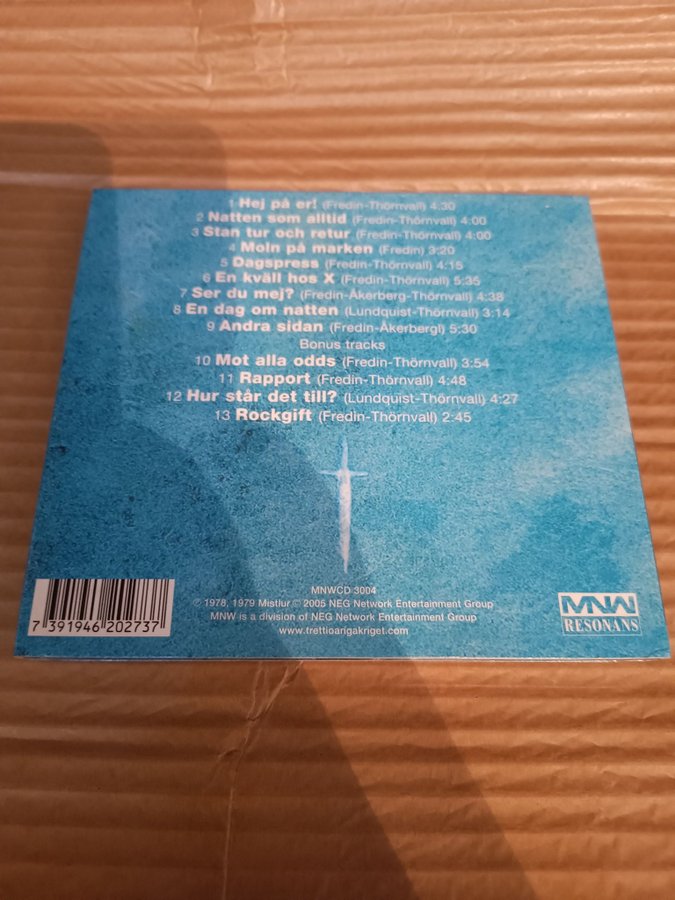 1 Hej på er! (Fredin-Thörnvall) 4:30
2 Natten som alltid (Fredin-Thörnvall) 4:00
3 Stan tur och retur (Fredin-Thörnvall) 4:00
4 Moln på marken (Fredin) 3:20
5 Dagspress (Fredin-Thörnvall) 4:15
6 En kväll hos X (Fredin-Thörnvall) 5:35
7 Ser du mej? (Fredin-Åkerberg-Thörnvall) 4:38
8 En dag om natten (Lundquist-Thörnvall) 3:14
9 Andra sidan (Fredin-Åkerbergl) 5:30
Bonus tracks
10 Mot alla odds (Fredin-Thörnvall) 3:54
11 Rapport (Fredin-Thörnvall) 4:48
12 Hur står det till? (Lundquist-Thörnvall) 4:27
13 Rockgift (Fredin-Thörnvall) 2:45
MNWCD 3004
℗ 1978, 1979 Mistlur © 2005 NEG Network Entertainment Group
MNW is a division of NEG Network Entertainment Group
www.trettioarigakriget.com
7 391946 202737
MNW
RESONANS